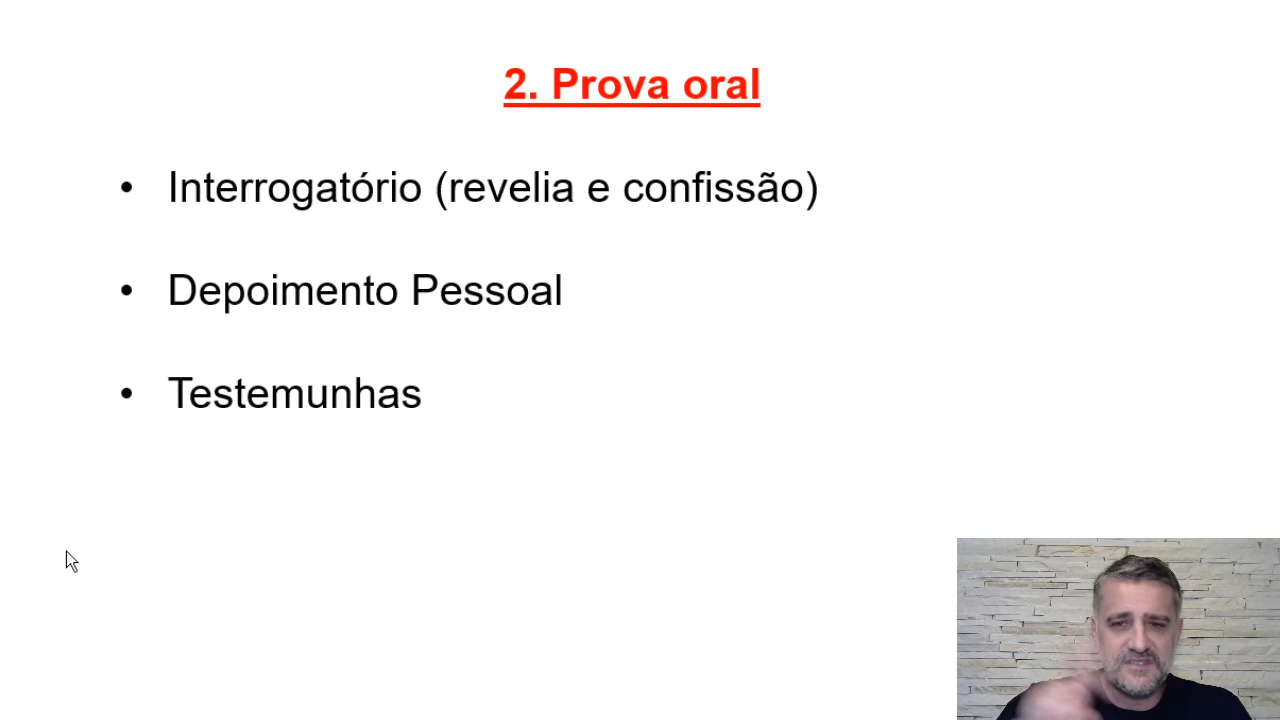 2. Prova oral
• Interrogatório (revelia e confissão)
• Depoimento Pessoal
• Testemunhas